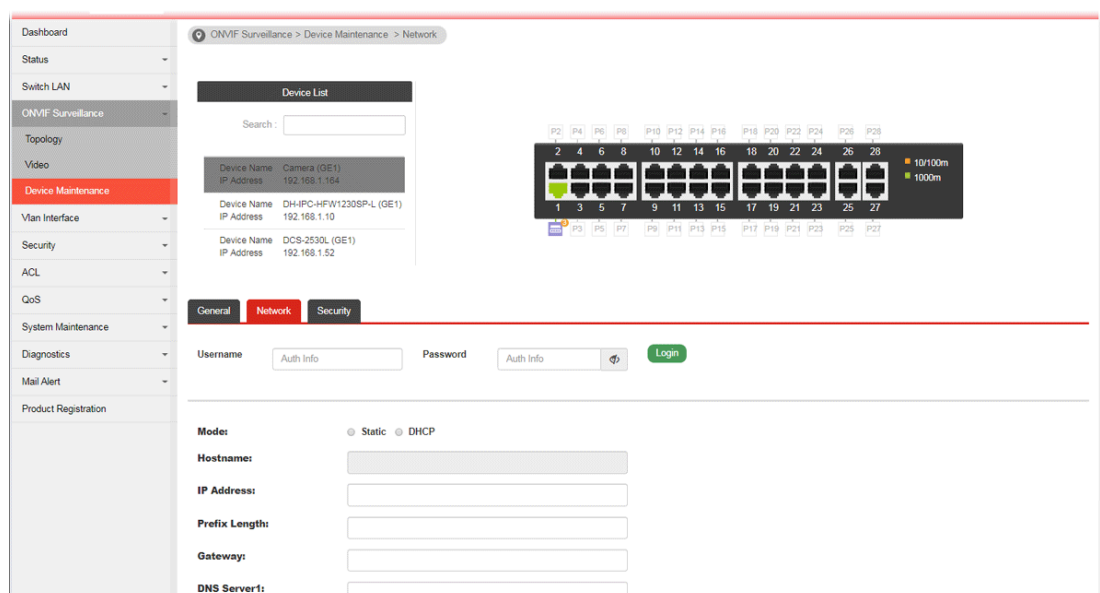 Dashboard
Status
Switch LAN
ONVIF Surveillance
Topology
Video
Device Maintenance
Vlan Interface
Security
ACL
QoS
System Maintenance
Diagnostics
Mail Alert
Product Registration
ONVIF Surveillance > Device Maintenance > Network
Device List
Search :
Device Name Camera (GE1)
IP Address 192.168.1.164
Device Name DH-IPC-HFW1230SP-L (GE1)
IP Address 192.168.1.10
Device Name DCS-2530L (GE1)
IP Address 192.168.1.52
P2 P4 P6 P8 P10 P12 P14 P16 P18 P20 P22 P24 P26 P28
2 4 6 8 10 12 14 16 18 20 22 24 26 28
10/100m
1000m
1 3 5 7 9 11 13 15 17 19 21 23 25 27
3 P3 P5 P7 P9 P11 P13 P15 P17 P19 P21 P23 P25 P27
General Network Security
Username Auth Info Password Auth Info Login
Mode: Static DHCP
Hostname:
IP Address:
Prefix Length:
Gateway:
DNS Server1: